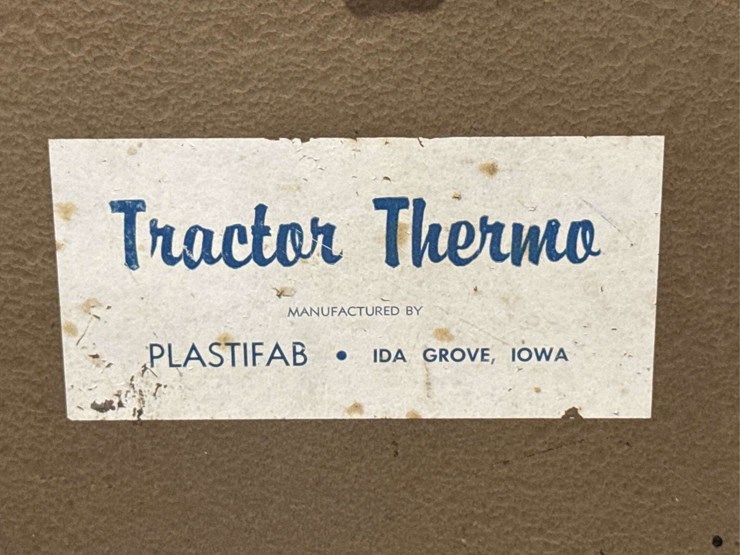 Tractor Thermo
MANUFACTURED BY
PLASTIFAB • IDA GROVE, IOWA